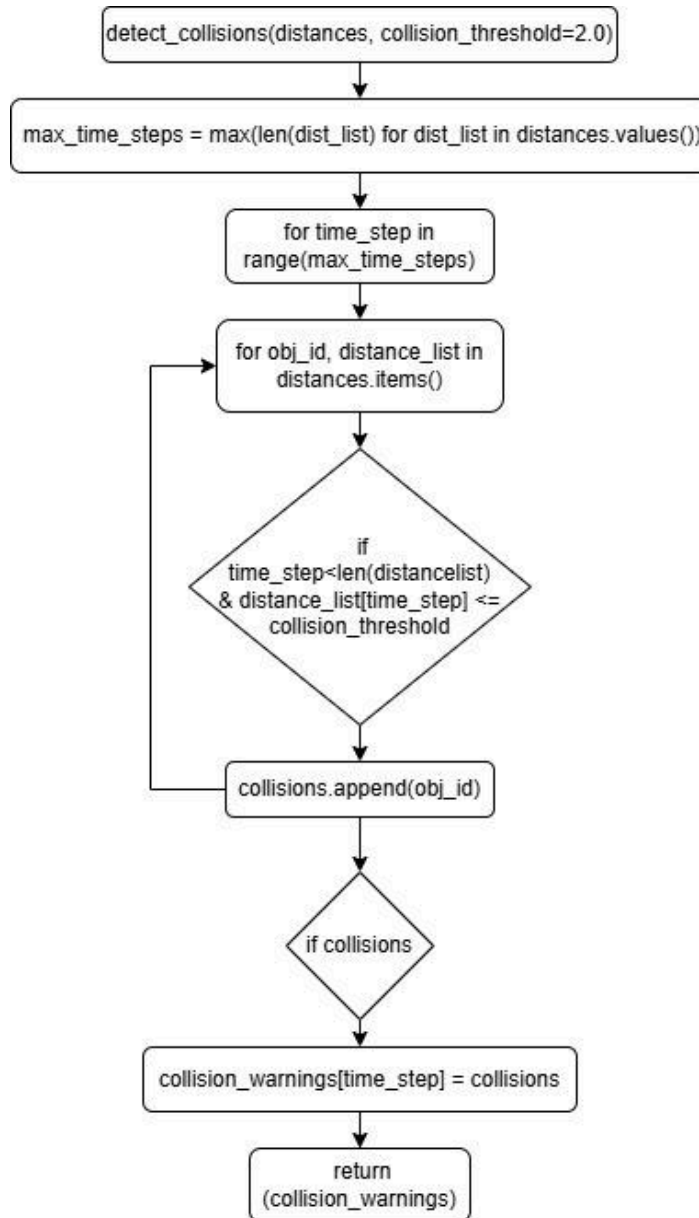 detect_collisions(distances, collision_threshold=2.0)
max_time_steps = max(len(dist_list) for dist_list in distances.values())
for time_step in
range(max_time_steps)
for obj_id, distance_list in
distances.items()
if
time_step<len(distancelist)
& distance_list[time_step] <=
collision_threshold
collisions.append(obj_id)
if collisions
collision_warnings[time_step] = collisions
return
(collision_warnings)